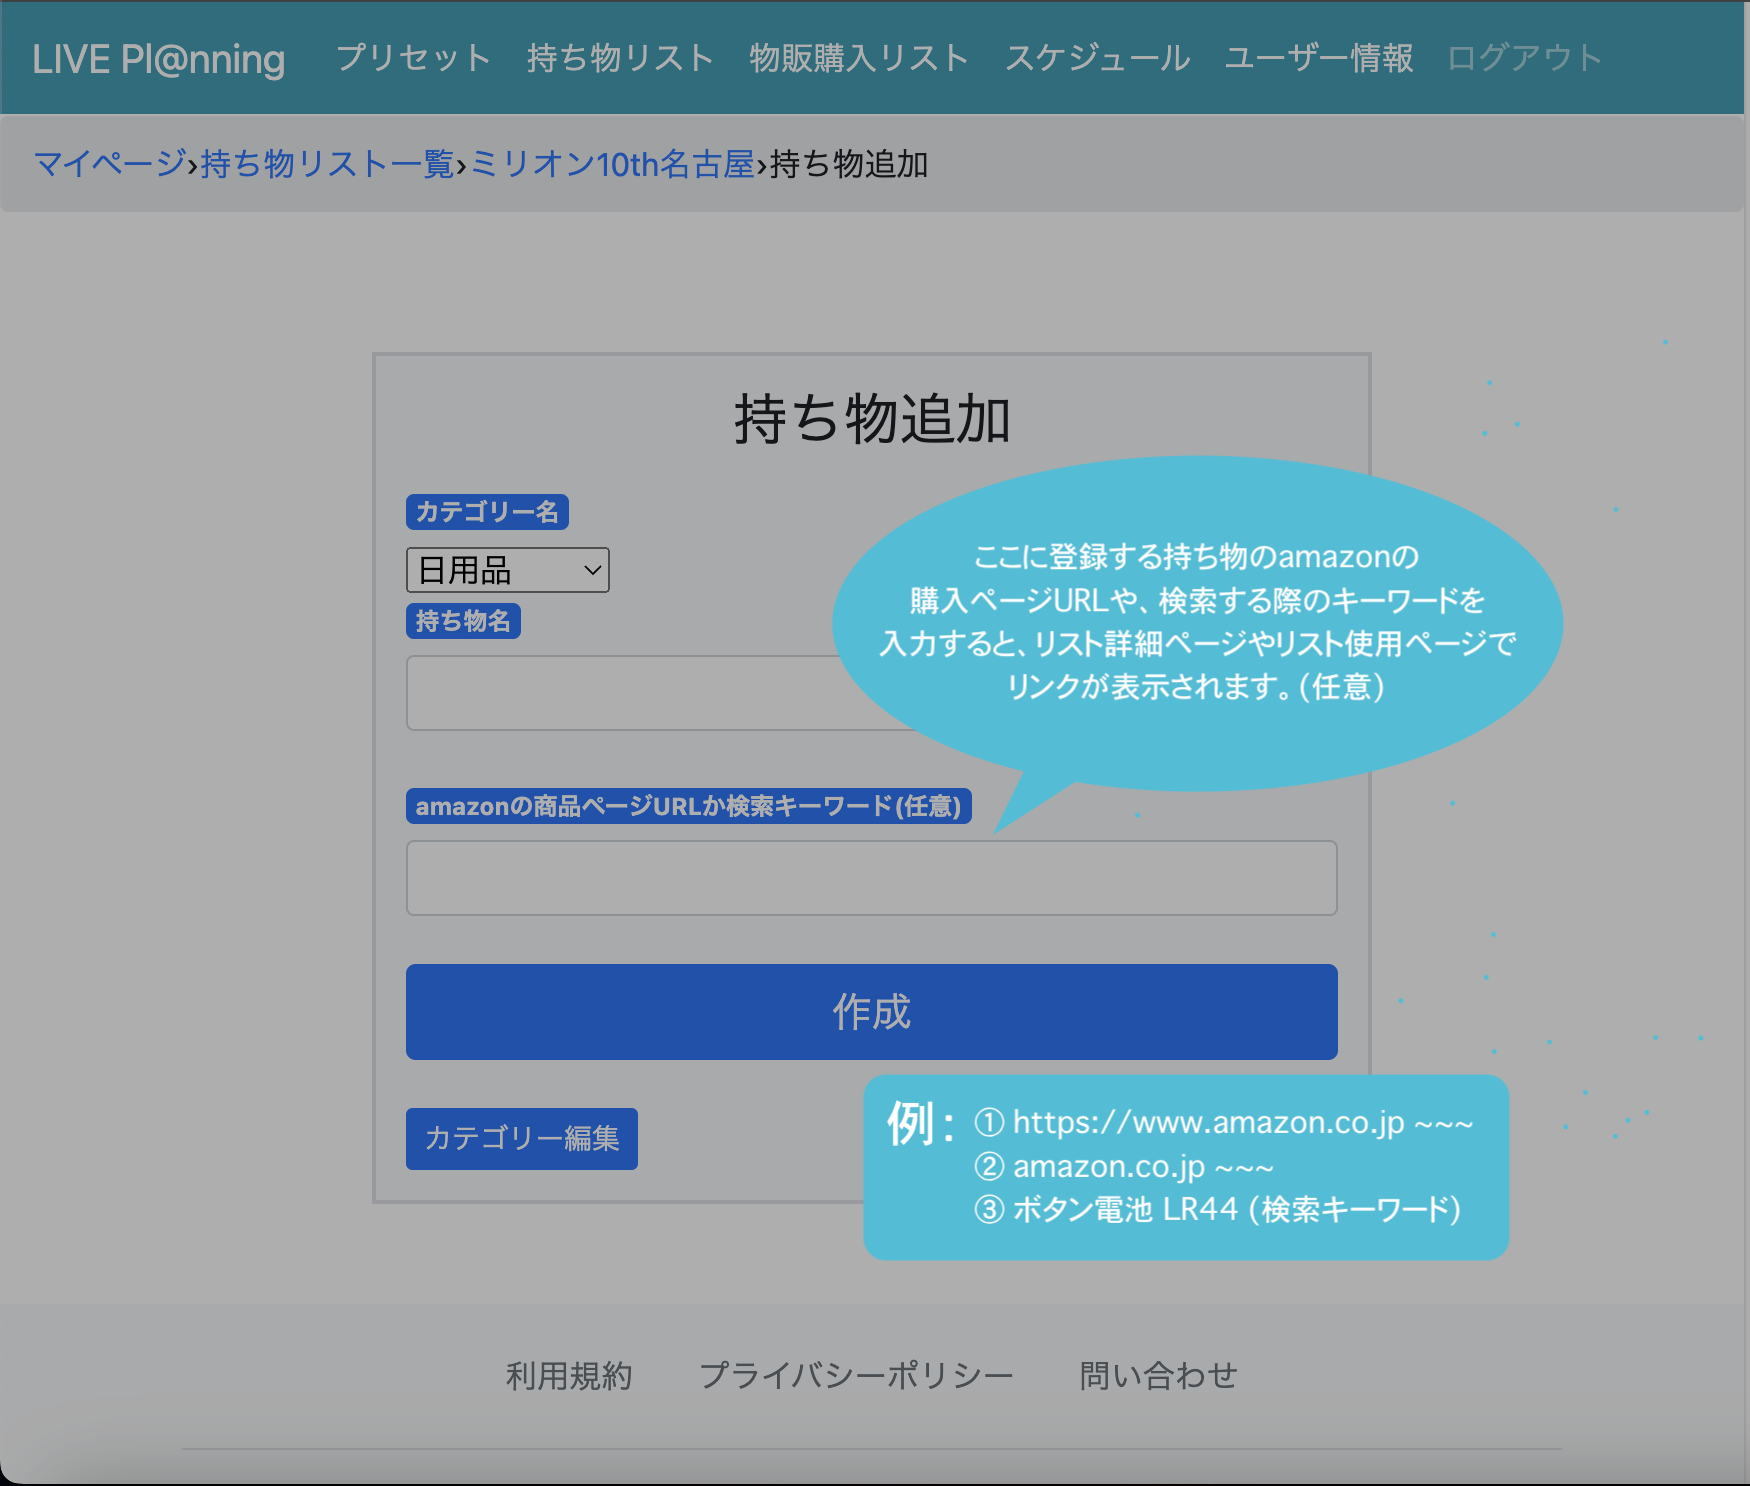 LIVE Pl@nning プリセット 持ち物リスト 物販購入リスト スケジュール ユーザー情報 ログアウト
マイページ›持ち物リスト一覧›ミリオン10th名古屋›持ち物追加
持ち物追加
カテゴリー名
日用品
持ち物名
ここに登録する持ち物のamazonの
購入ページURLや、検索する際のキーワードを
入力すると、リスト詳細ページやリスト使用ページで
リンクが表示されます。(任意)
amazonの商品ページURLか検索キーワード(任意)
作成
カテゴリー編集
例： ① https://www.amazon.co.jp ~~~
② amazon.co.jp ~~~
③ ボタン電池 LR44 (検索キーワード)
利用規約 プライバシーポリシー 問い合わせ